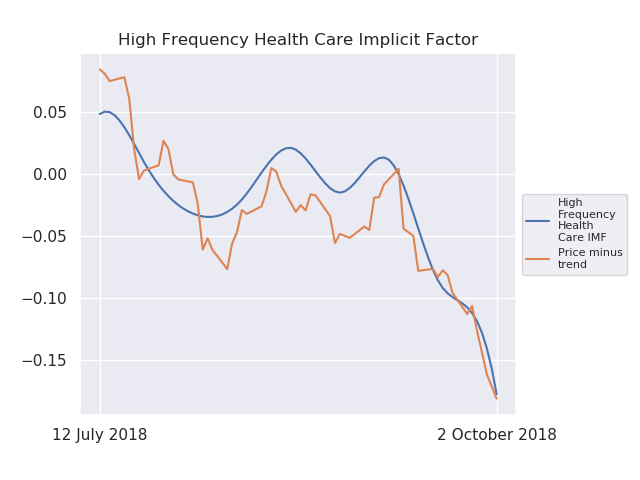 High Frequency Health Care Implicit Factor
0.05
0.00
−0.05
−0.10
−0.15
12 July 2018
2 October 2018
High
Frequency
Health
Care IMF
Price minus
trend